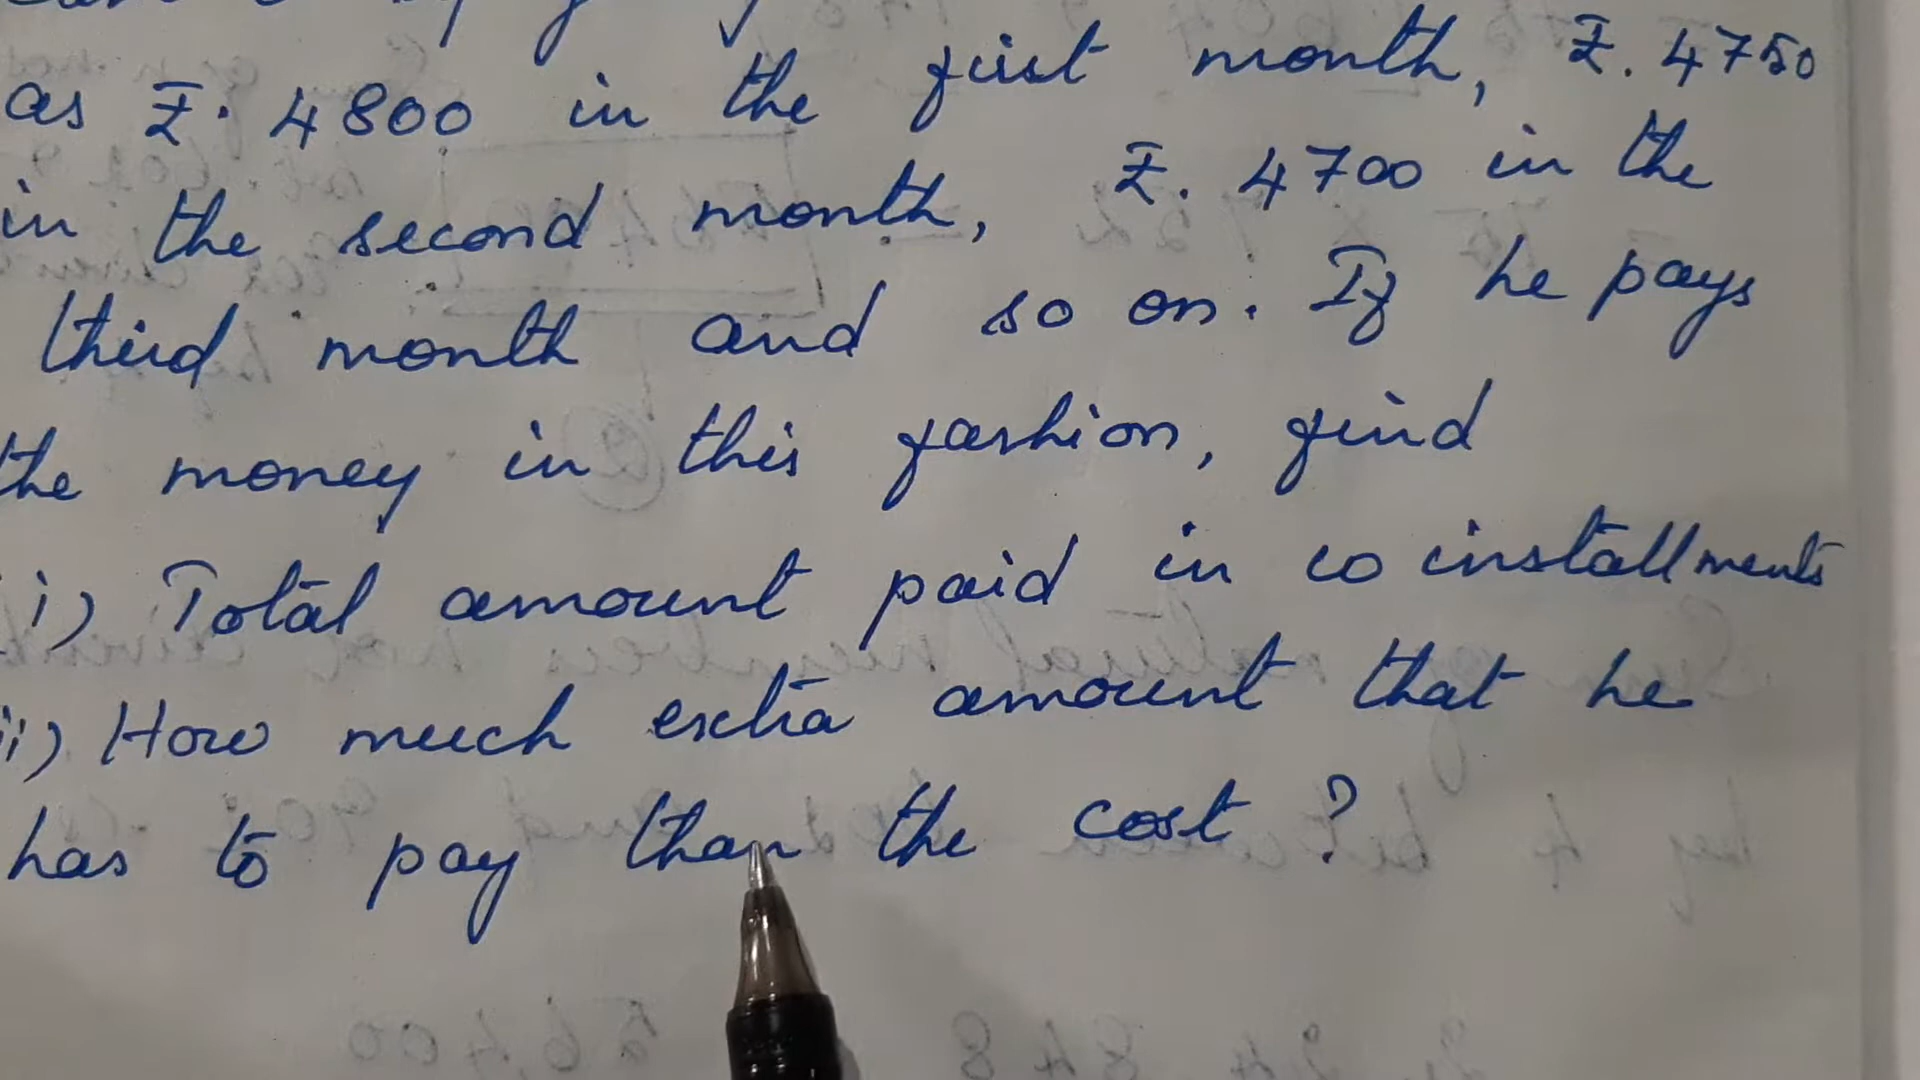 as ₹. 4800 in the first month, ₹. 4750
in the second month, ₹. 4700 in the
third month and so on. If he pays
the money in this fashion, find
i) Total amount paid in 10 installments
ii) How much extra amount that he
has to pay than the cost?